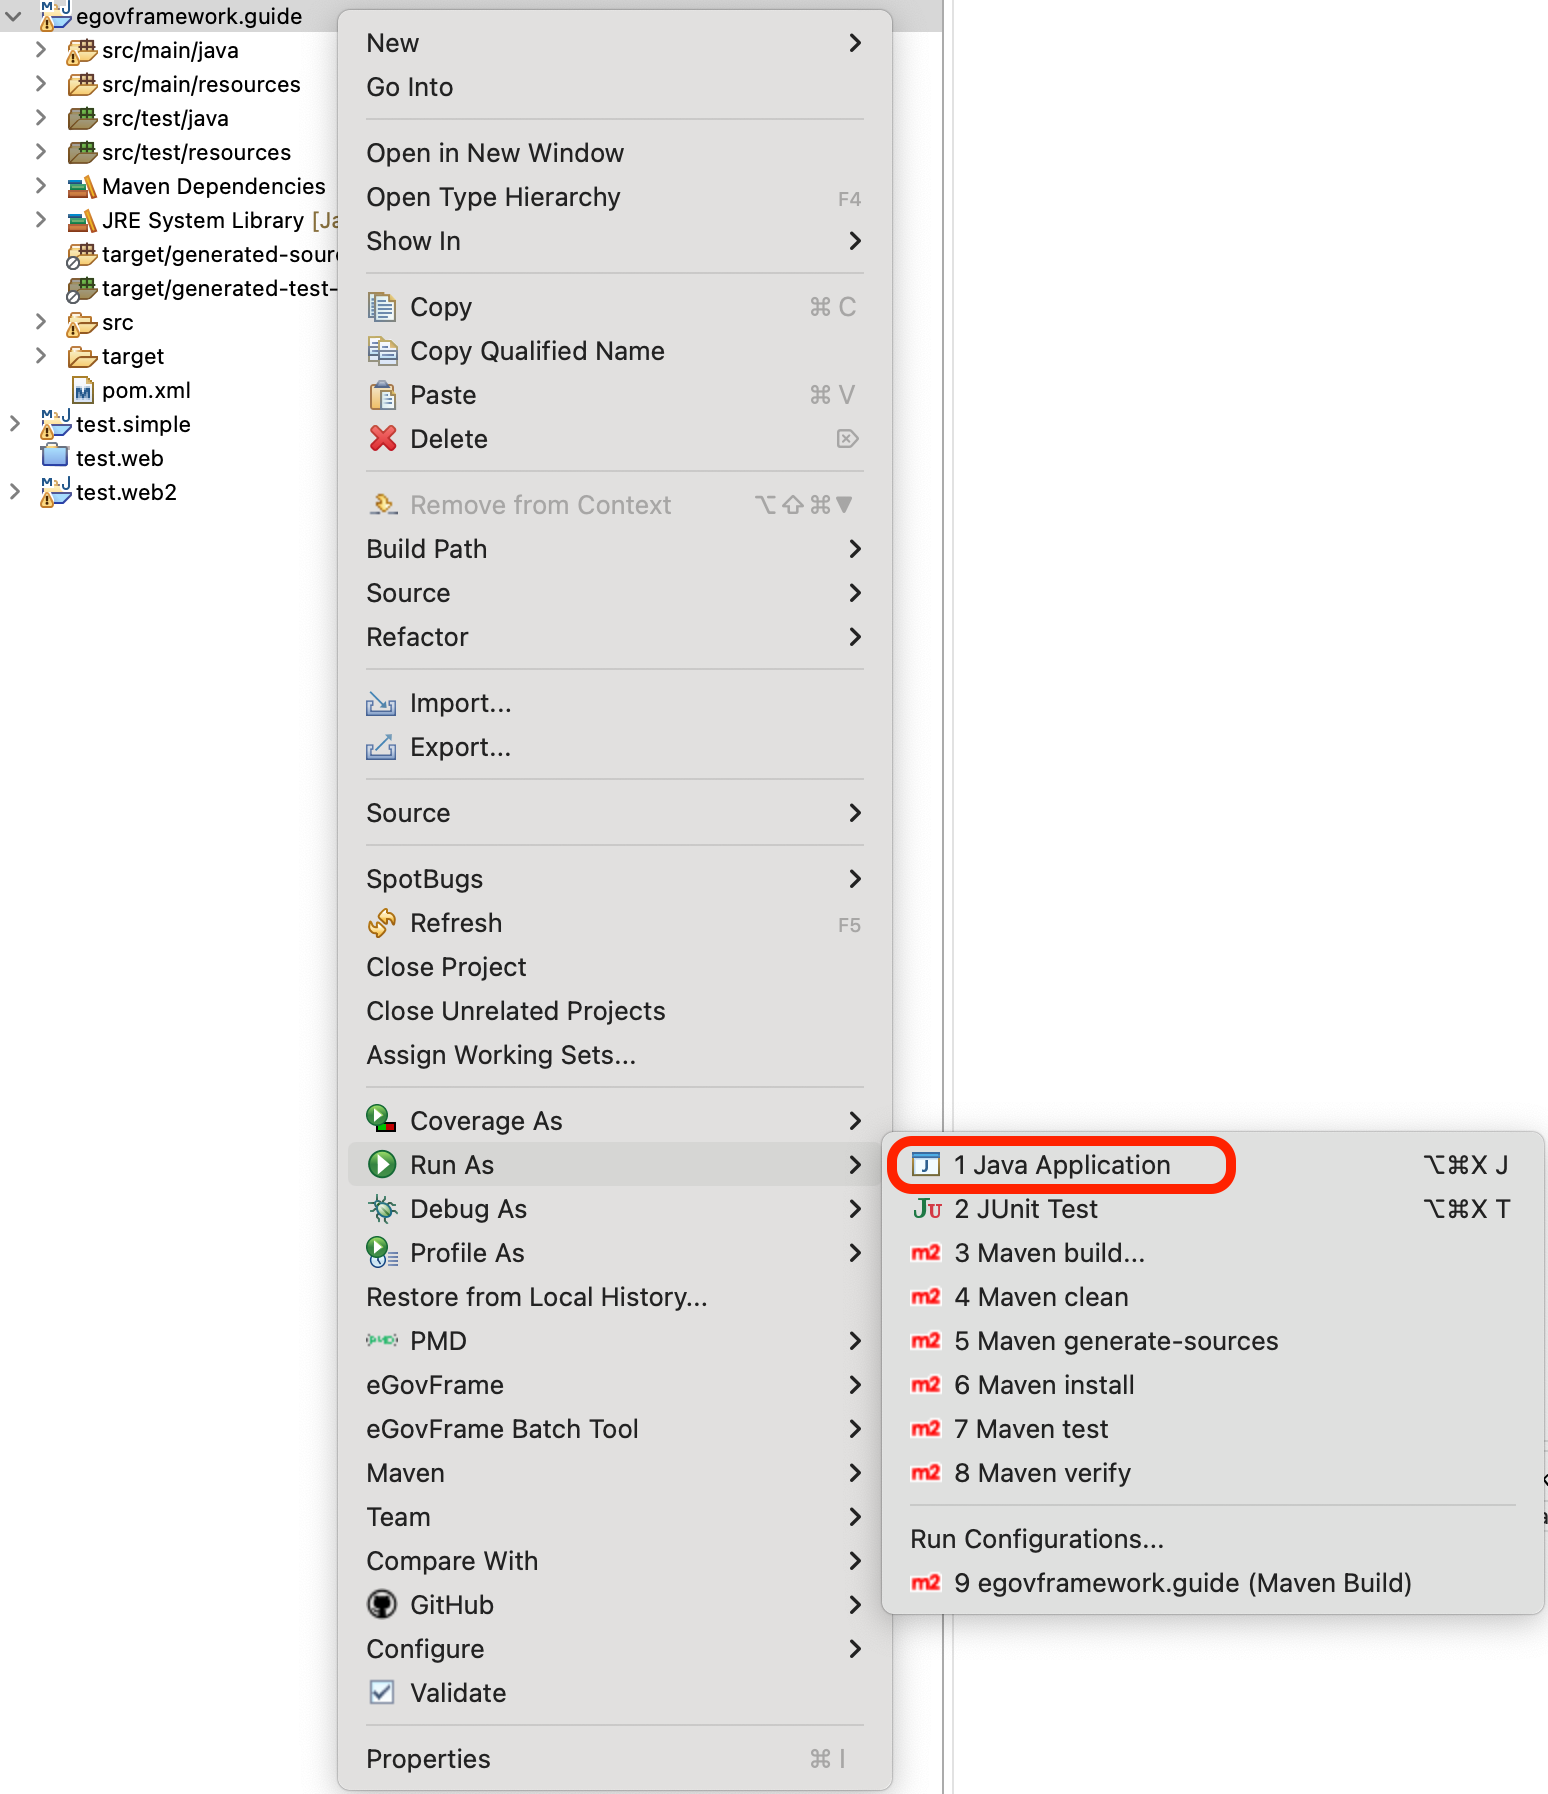 egovframework.guide
src/main/java
src/main/resources
src/test/java
src/test/resources
Maven Dependencies
JRE System Library [Ja
target/generated-sour
target/generated-test-
src
target
pom.xml
test.simple
test.web
test.web2
New
Go Into
Open in New Window
Open Type Hierarchy F4
Show In
Copy ⌘ C
Copy Qualified Name
Paste ⌘ V
Delete ⌦
Remove from Context ⌥⇧⌘▼
Build Path
Source
Refactor
Import...
Export...
Source
SpotBugs
Refresh F5
Close Project
Close Unrelated Projects
Assign Working Sets...
Coverage As
Run As
Debug As
Profile As
Restore from Local History...
PMD
eGovFrame
eGovFrame Batch Tool
Maven
Team
Compare With
GitHub
Configure
Validate
Properties ⌘ I
1 Java Application ⌥⌘X J
2 JUnit Test ⌥⌘X T
m2 3 Maven build...
m2 4 Maven clean
m2 5 Maven generate-sources
m2 6 Maven install
m2 7 Maven test
m2 8 Maven verify
Run Configurations...
m2 9 egovframework.guide (Maven Build)